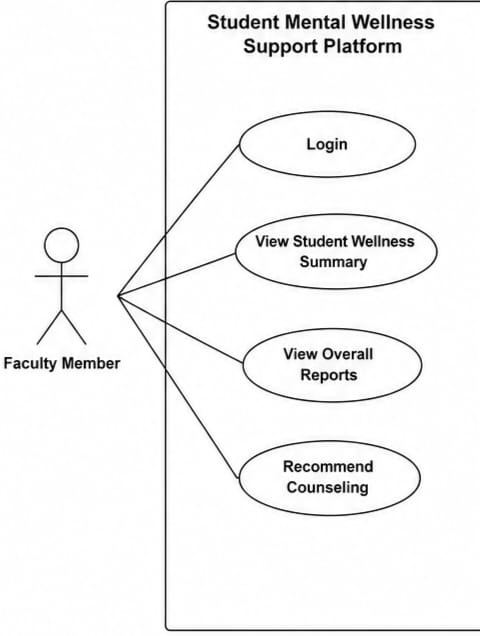 Student Mental Wellness
Support Platform
Login
View Student Wellness
Summary
View Overall
Reports
Recommend
Counseling
Faculty Member